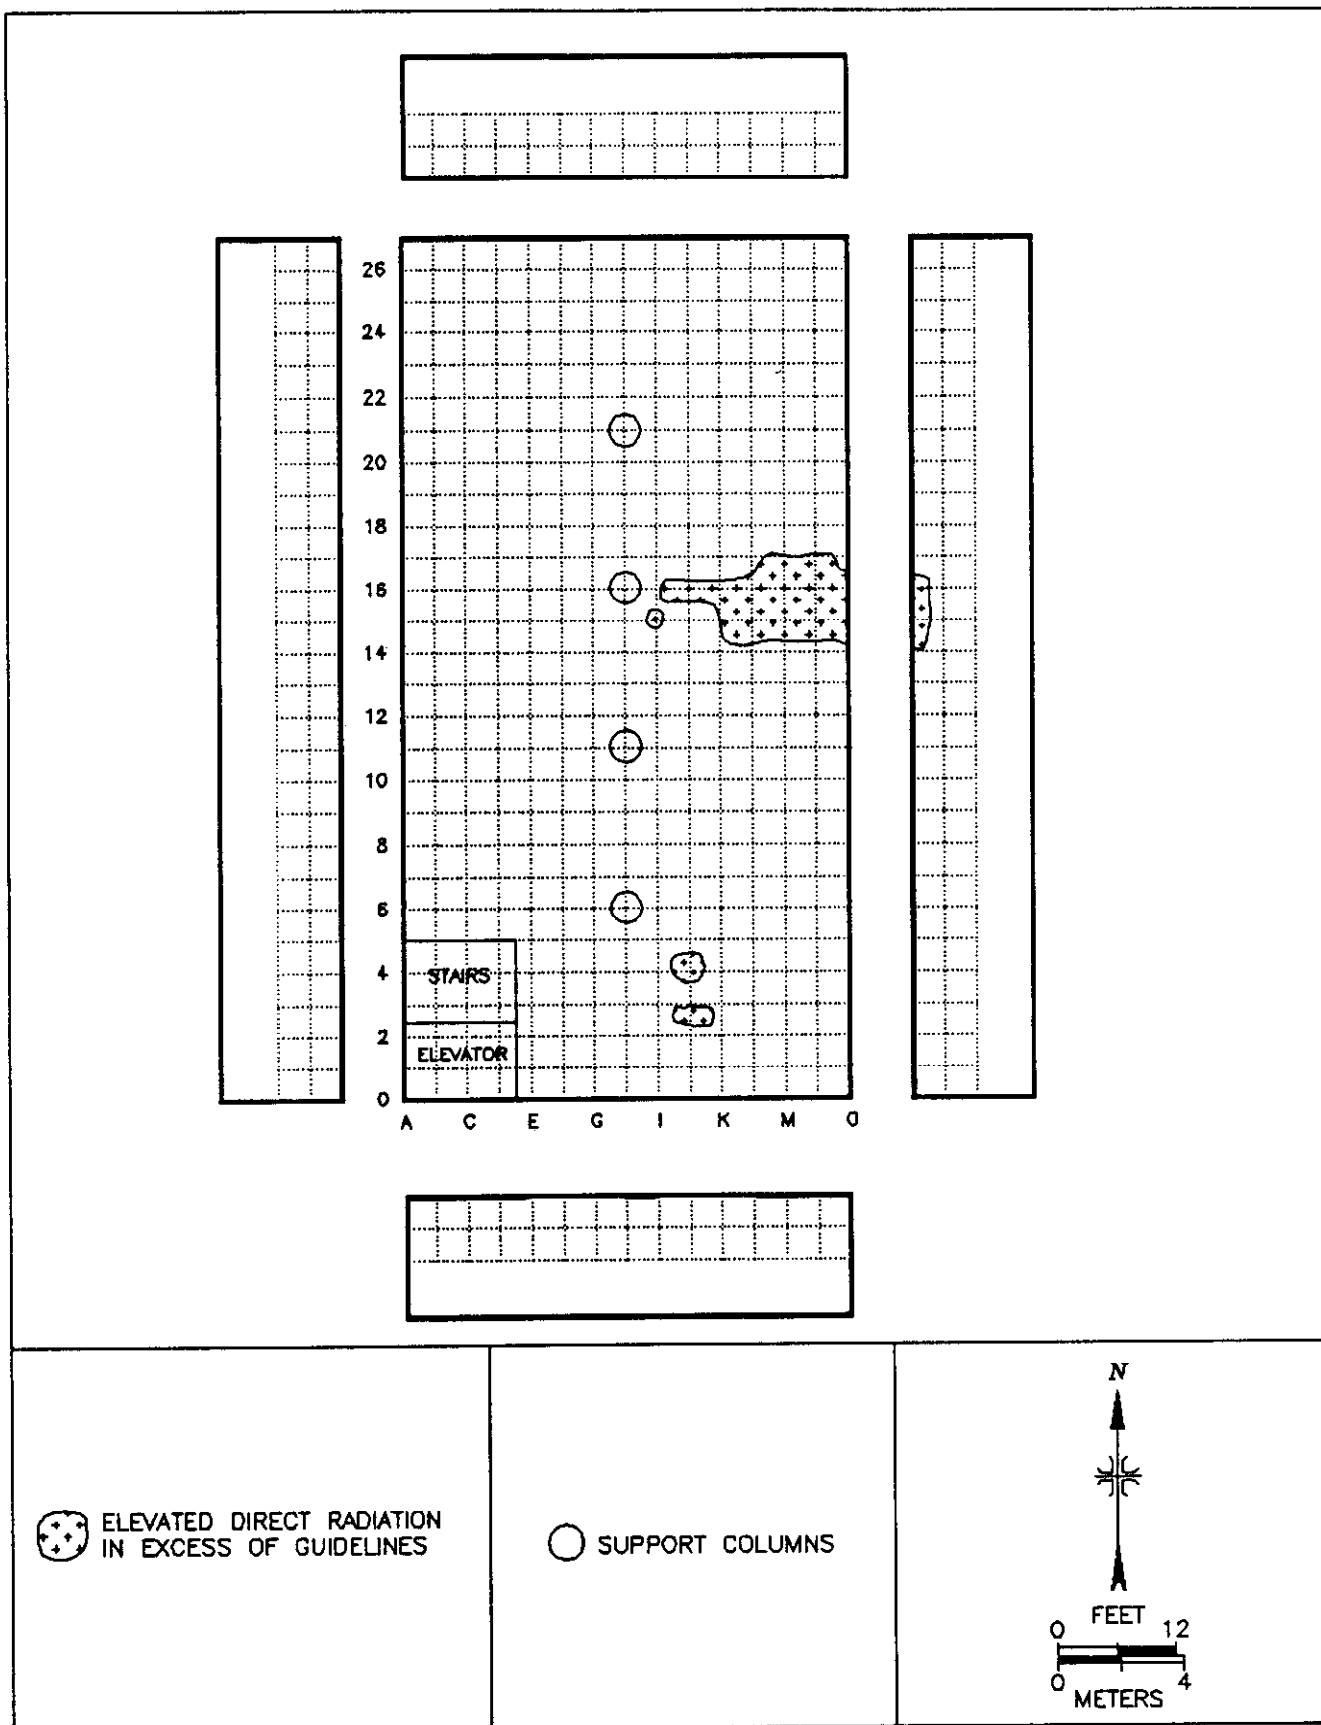 26
24
22
20
18
16
14
12
10
8
6
4
2
0
STAIRS
ELEVATOR
A C E G I K M O
ELEVATED DIRECT RADIATION
IN EXCESS OF GUIDELINES
SUPPORT COLUMNS
N
FEET
0 12
0 4
METERS